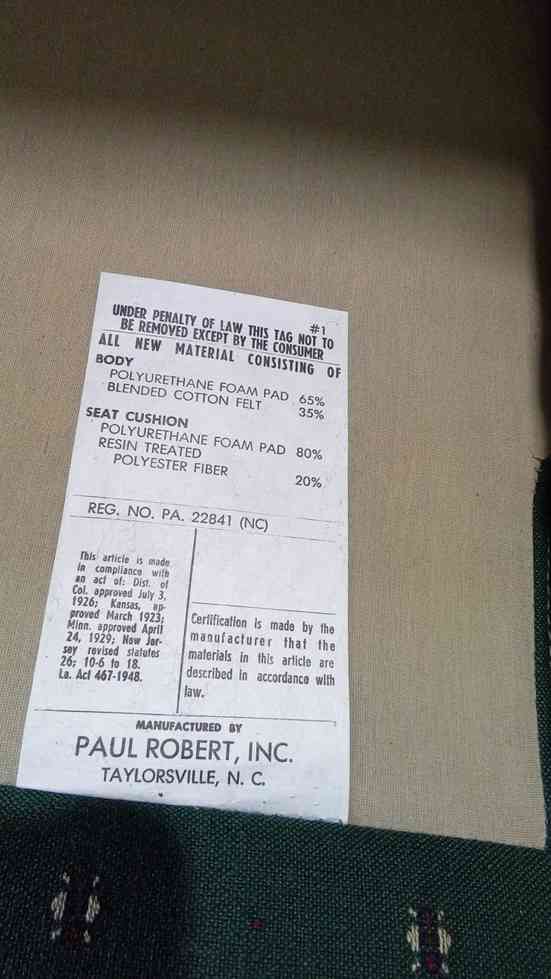 #1
UNDER PENALTY OF LAW THIS TAG NOT TO
BE REMOVED EXCEPT BY THE CONSUMER
ALL NEW MATERIAL CONSISTING OF
BODY
POLYURETHANE FOAM PAD 65%
BLENDED COTTON FELT 35%
SEAT CUSHION
POLYURETHANE FOAM PAD 80%
RESIN TREATED
POLYESTER FIBER 20%
REG. NO. PA. 22841 (NC)
This article is made
in compliance with
an act of: Dist. of
Col. approved July 3,
1926; Kansas, ap-
proved March 1923;
Minn. approved April
24, 1929; New Jer-
sey revised statutes
26; 10-6 to 18.
La. Act 467-1948.
Certification is made by the
manufacturer that the
materials in this article are
described in accordance with
law.
MANUFACTURED BY
PAUL ROBERT, INC.
TAYLORSVILLE, N. C.